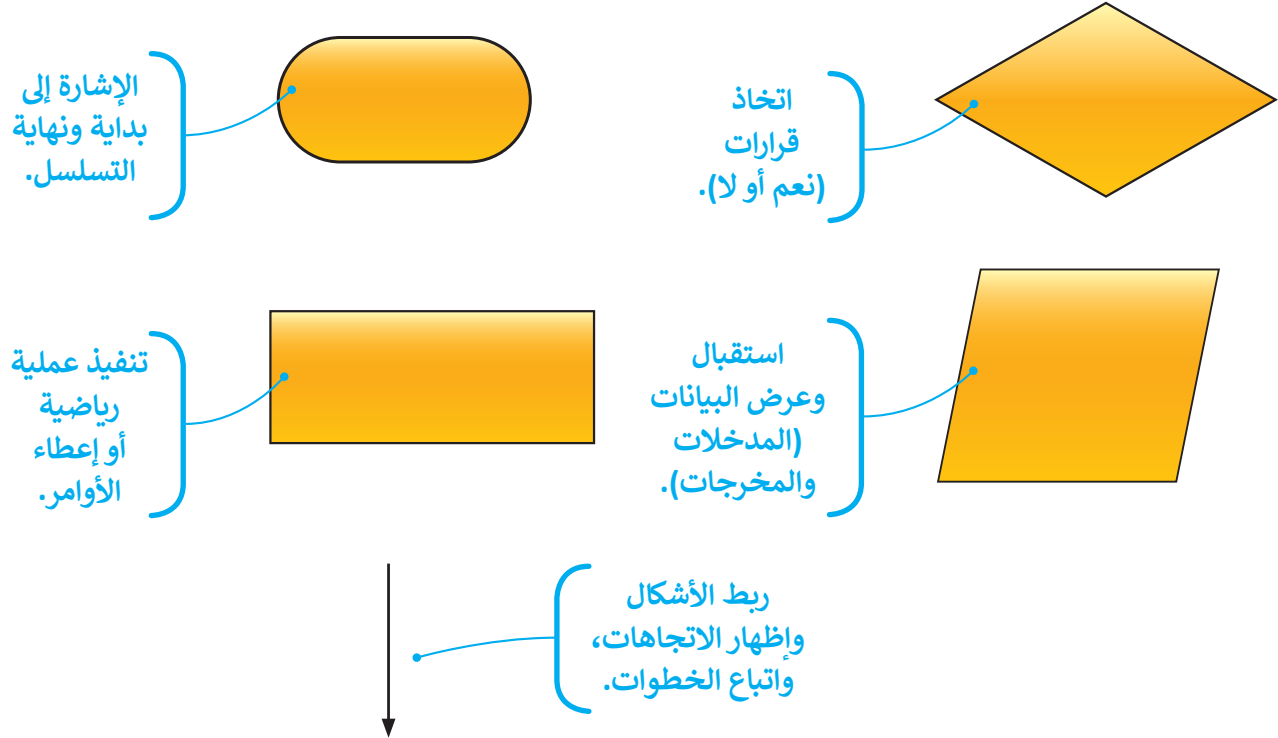 اتخاذ
قرارات
(نعم أو لا).
الإشارة إلى
بداية ونهاية
التسلسل.
استقبال
وعرض البيانات
(المدخلات
والمخرجات).
تنفيذ عملية
رياضية
أو إعطاء
الأوامر.
ربط الأشكال
وإظهار الاتجاهات،
واتباع الخطوات.